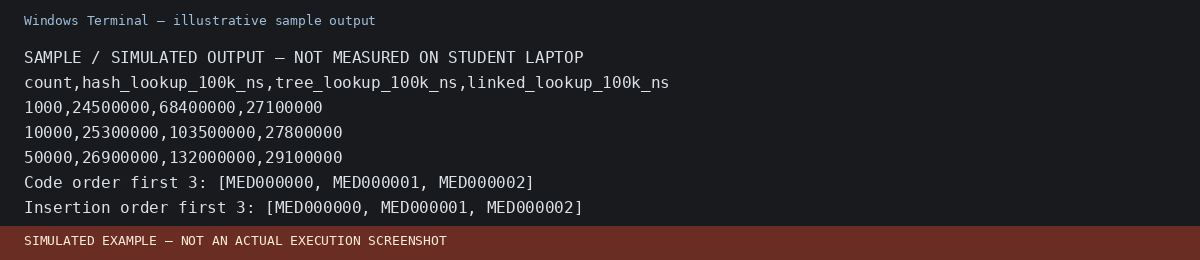 Windows Terminal — illustrative sample output
SAMPLE / SIMULATED OUTPUT — NOT MEASURED ON STUDENT LAPTOP
count,hash_lookup_100k_ns,tree_lookup_100k_ns,linked_lookup_100k_ns
1000,24500000,68400000,27100000
10000,25300000,103500000,27800000
50000,26900000,132000000,29100000
Code order first 3: [MED000000, MED000001, MED000002]
Insertion order first 3: [MED000000, MED000001, MED000002]
SIMULATED EXAMPLE — NOT AN ACTUAL EXECUTION SCREENSHOT